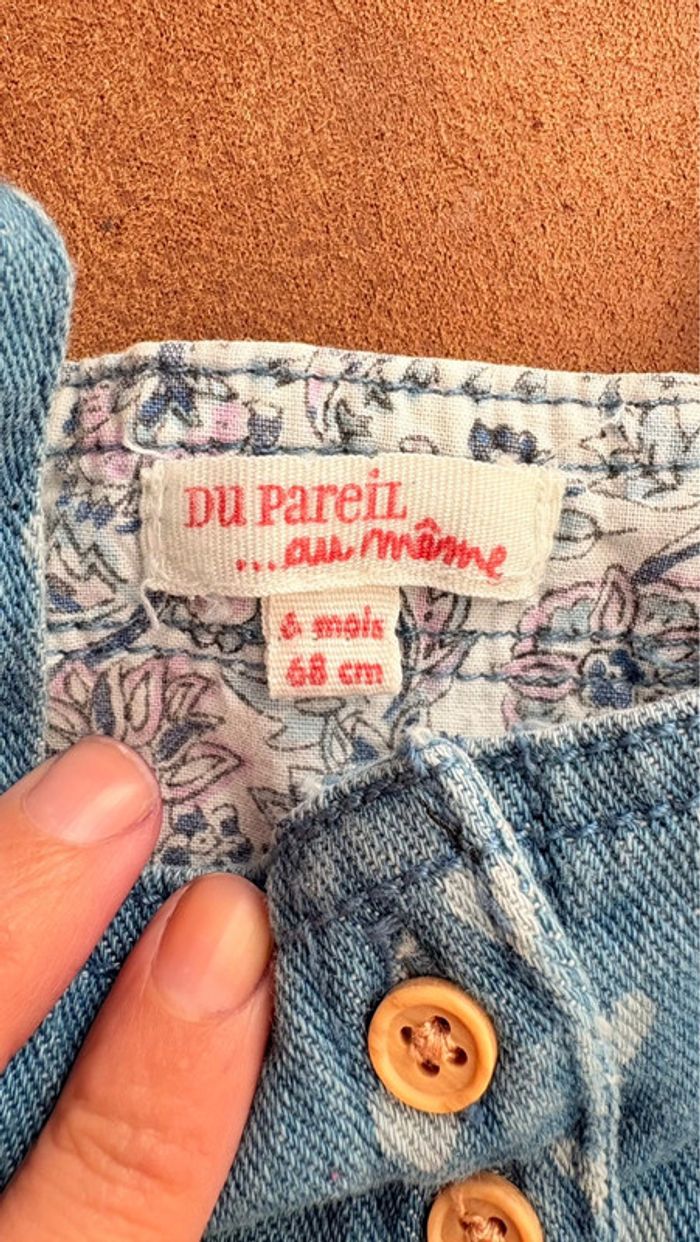 DU PAREIL
...au même
6 mois
68 cm